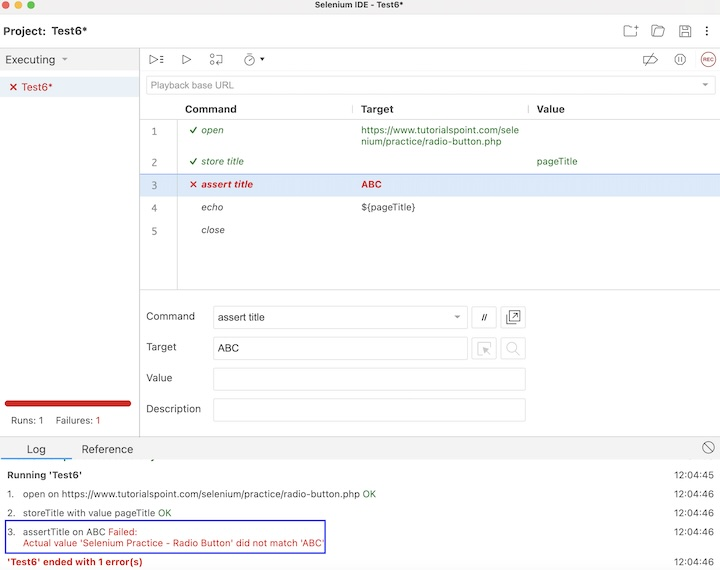 Selenium IDE - Test6*
Project: Test6*
Executing
Test6*
REC
Playback base URL
Command Target Value
1 open https://www.tutorialspoint.com/sele
nium/practice/radio-button.php
2 store title pageTitle
3 assert title ABC
4 echo ${pageTitle}
5 close
Command assert title //
Target ABC
Value
Description
Runs: 1 Failures: 1
Log Reference
Running 'Test6' 12:04:45
1. open on https://www.tutorialspoint.com/selenium/practice/radio-button.php OK 12:04:46
2. storeTitle with value pageTitle OK 12:04:46
3. assertTitle on ABC Failed: 12:04:46
Actual value 'Selenium Practice - Radio Button' did not match 'ABC'
'Test6' ended with 1 error(s) 12:04:46